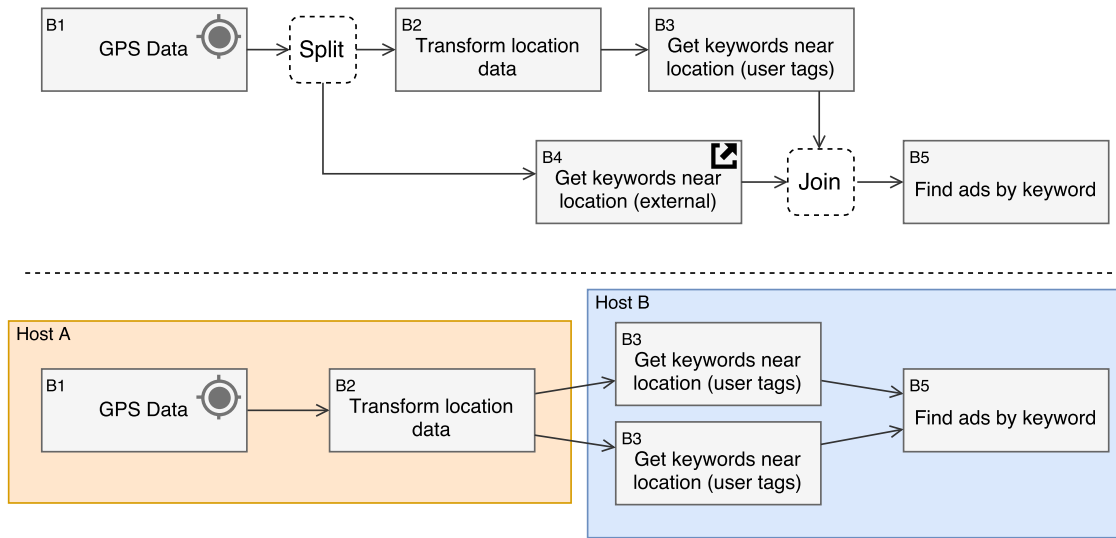 B1
GPS Data
Split
B2
Transform location
data
B3
Get keywords near
location (user tags)
B4
Get keywords near
location (external)
Join
B5
Find ads by keyword
Host A
B1
GPS Data
B2
Transform location
data
Host B
B3
Get keywords near
location (user tags)
B3
Get keywords near
location (user tags)
B5
Find ads by keyword